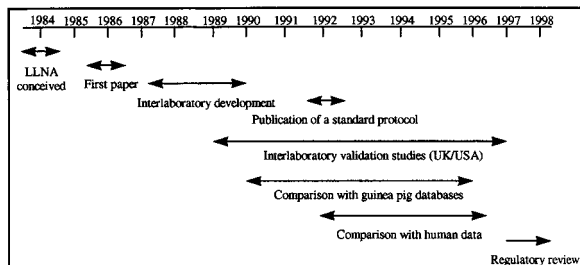 1984 1985 1986 1987 1988 1989 1990 1991 1992 1993 1994 1995 1996 1997 1998
LLNA
conceived
First paper
Interlaboratory development
Publication of a standard protocol
Interlaboratory validation studies (UK/USA)
Comparison with guinea pig databases
Comparison with human data
Regulatory review